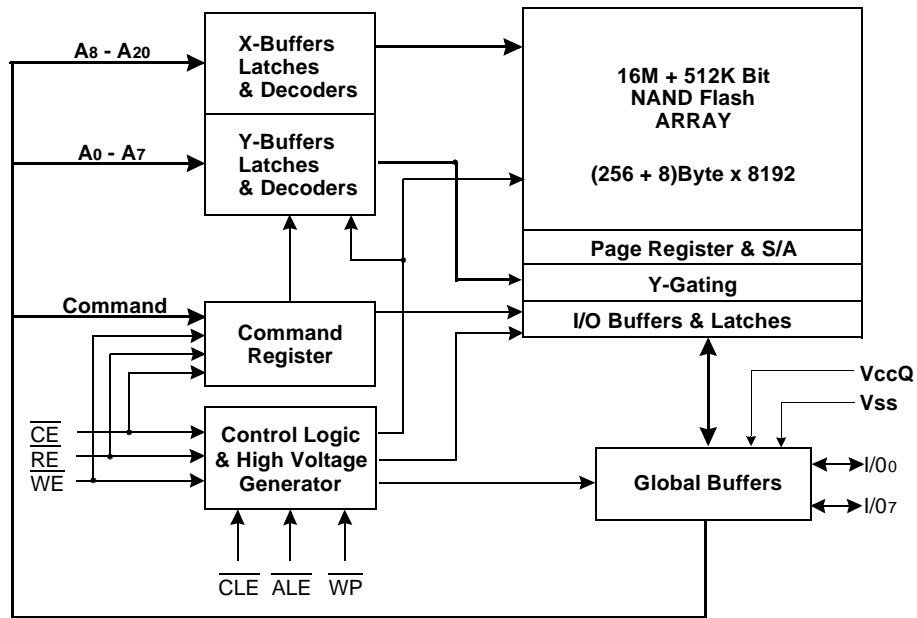 A8 - A20
X-Buffers
Latches
& Decoders
A0 - A7
Y-Buffers
Latches
& Decoders
16M + 512K Bit
NAND Flash
ARRAY
(256 + 8)Byte x 8192
Page Register & S/A
Y-Gating
I/O Buffers & Latches
Command
Command
Register
CE
RE
WE
Control Logic
& High Voltage
Generator
CLE
ALE
WP
VccQ
Vss
Global Buffers
I/00
I/07